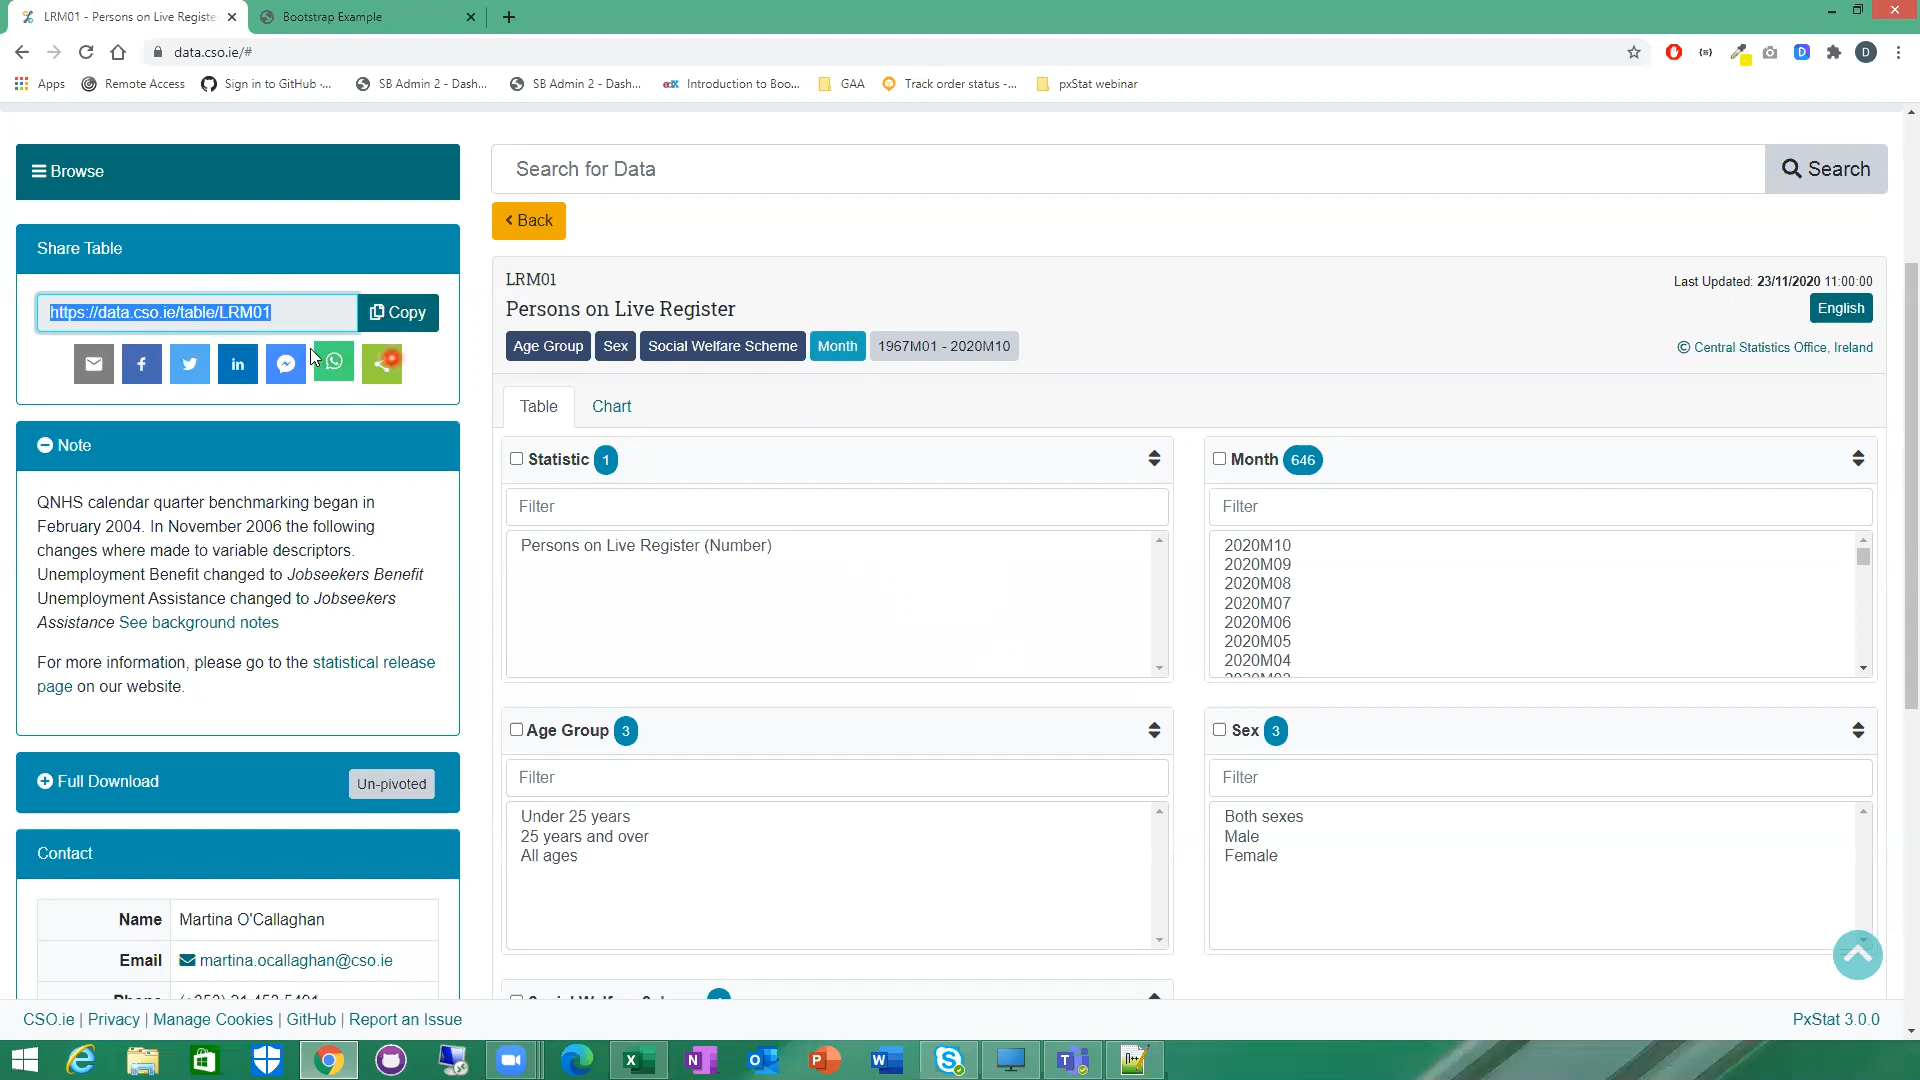 LRM01 - Persons on Live Registe
Bootstrap Example
data.cso.ie/#
Apps
Remote Access
Sign in to GitHub ·...
SB Admin 2 - Dash...
SB Admin 2 - Dash...
edX
Introduction to Boo...
GAA
Track order status -...
pxStat webinar
Browse
Search for Data
Search
Back
Share Table
https://data.cso.ie/table/LRM01
Copy
LRM01
Persons on Live Register
Last Updated: 23/11/2020 11:00:00
English
Age Group
Sex
Social Welfare Scheme
Month
1967M01 - 2020M10
© Central Statistics Office, Ireland
Table
Chart
Note
QNHS calendar quarter benchmarking began in
February 2004. In November 2006 the following
changes where made to variable descriptors.
Unemployment Benefit changed to Jobseekers Benefit
Unemployment Assistance changed to Jobseekers
Assistance See background notes
For more information, please go to the statistical release
page on our website.
Statistic 1
Filter
Persons on Live Register (Number)
Month 646
Filter
2020M10
2020M09
2020M08
2020M07
2020M06
2020M05
2020M04
Age Group 3
Filter
Under 25 years
25 years and over
All ages
Sex 3
Filter
Both sexes
Male
Female
Full Download
Un-pivoted
Contact
Name
Martina O'Callaghan
Email
martina.ocallaghan@cso.ie
CSO.ie | Privacy | Manage Cookies | GitHub | Report an Issue
PxStat 3.0.0